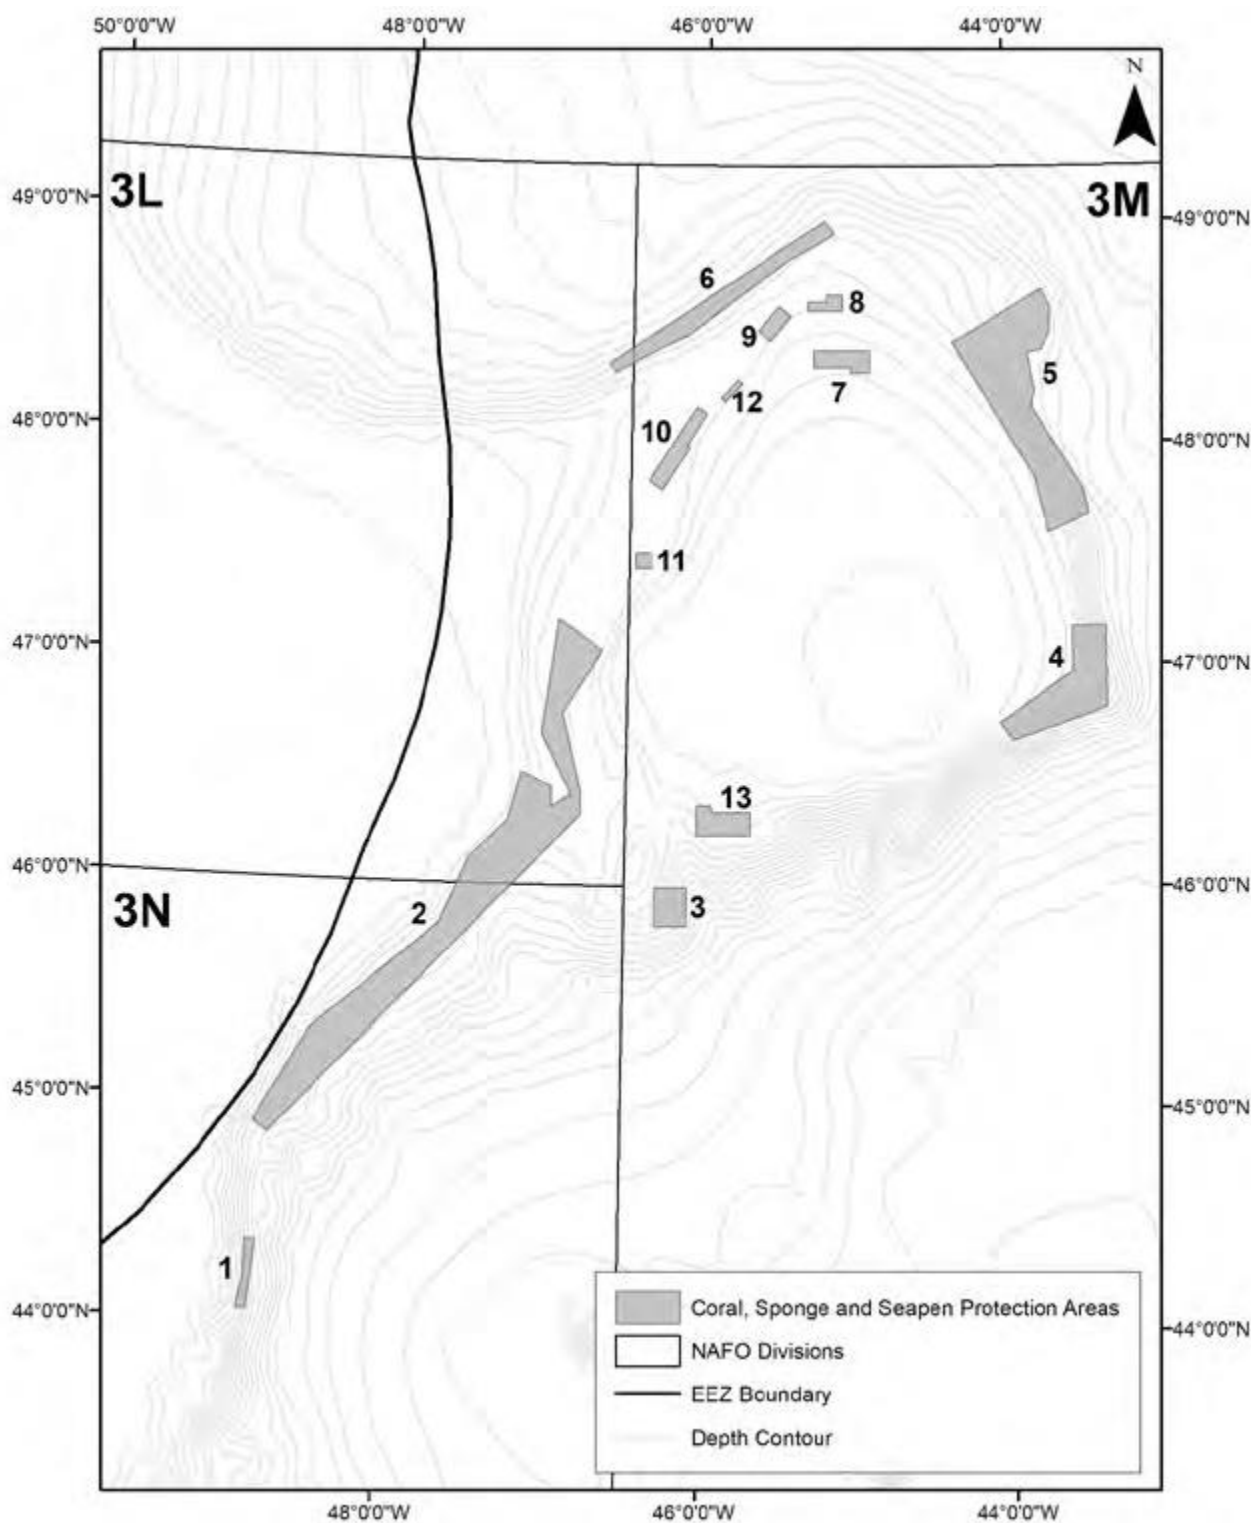 50°0'0"W 48°0'0"W 46°0'0"W 44°0'0"W
N
3L 3M
49°0'0"N 49°0'0"N
6
8
9
5
7
12
48°0'0"N 10 48°0'0"N
11
47°0'0"N 4 47°0'0"N
13
46°0'0"N 46°0'0"N
3N 2 3
45°0'0"N 45°0'0"N
1
44°0'0"N 44°0'0"N
Coral, Sponge and Seapen Protection Areas
NAFO Divisions
EEZ Boundary
Depth Contour
48°0'0"W 46°0'0"W 44°0'0"W